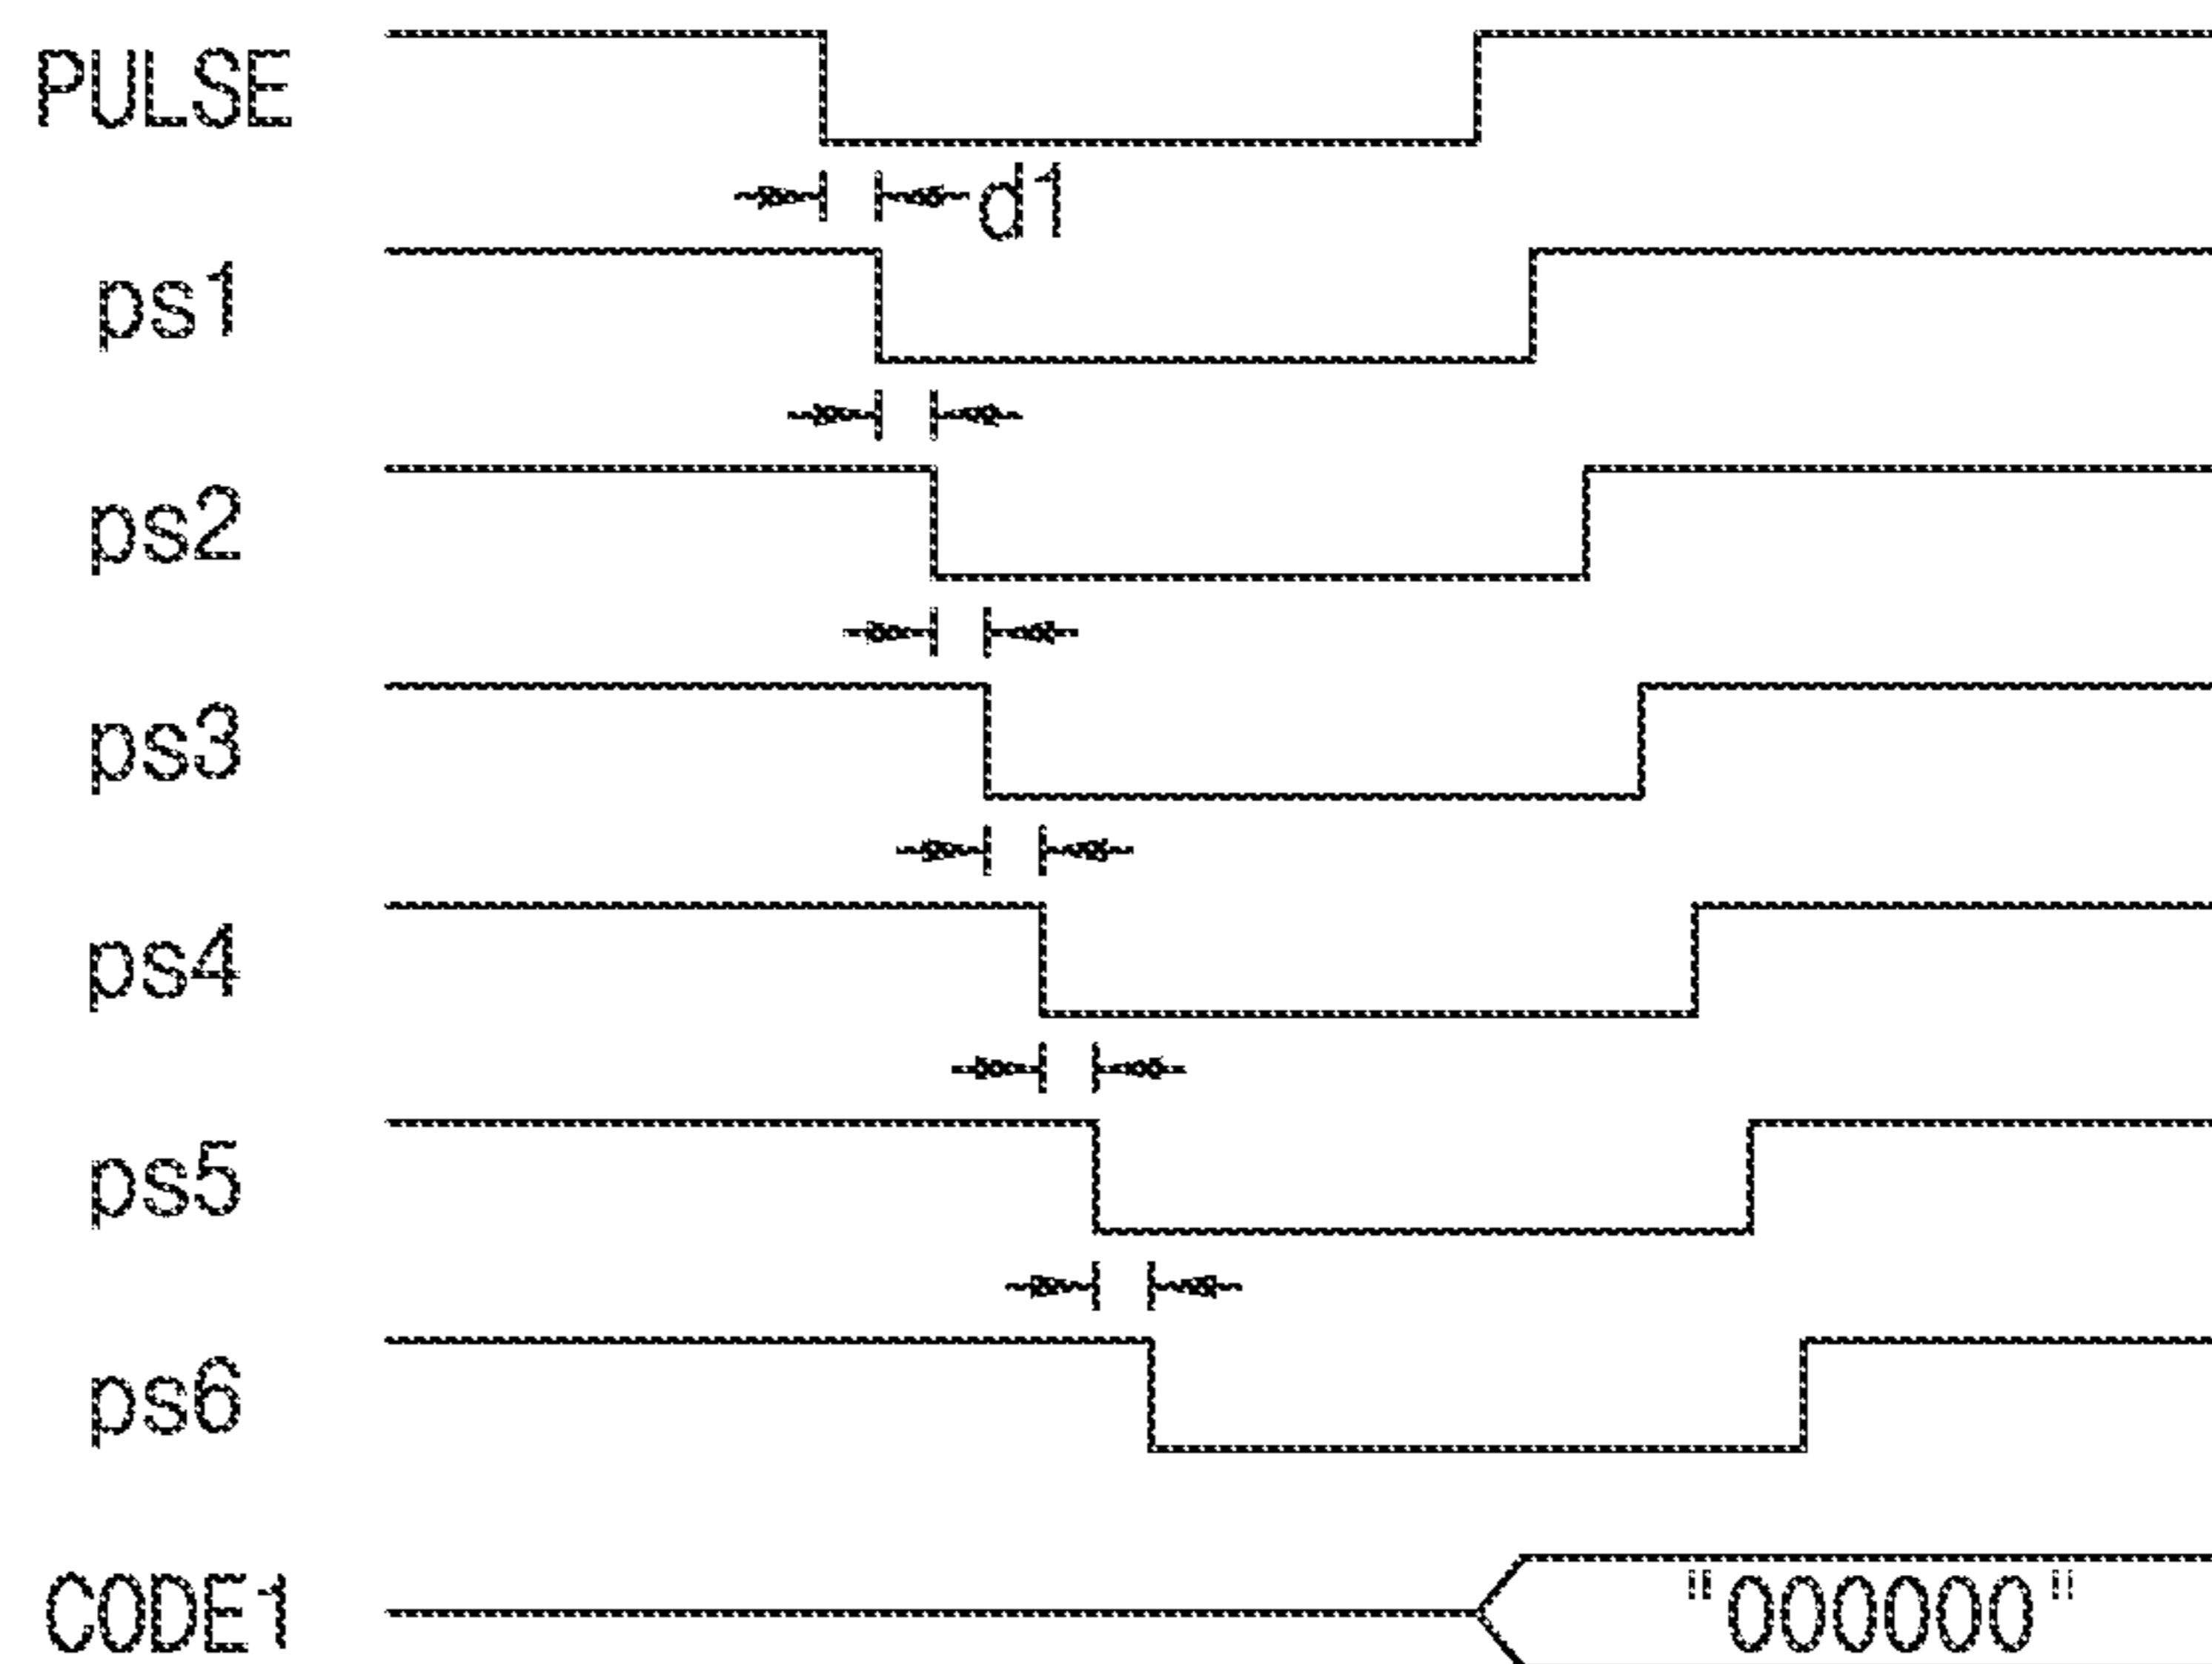 PULSE
d1
ps1
ps2
ps3
ps4
ps5
ps6
CODE1
"000000"